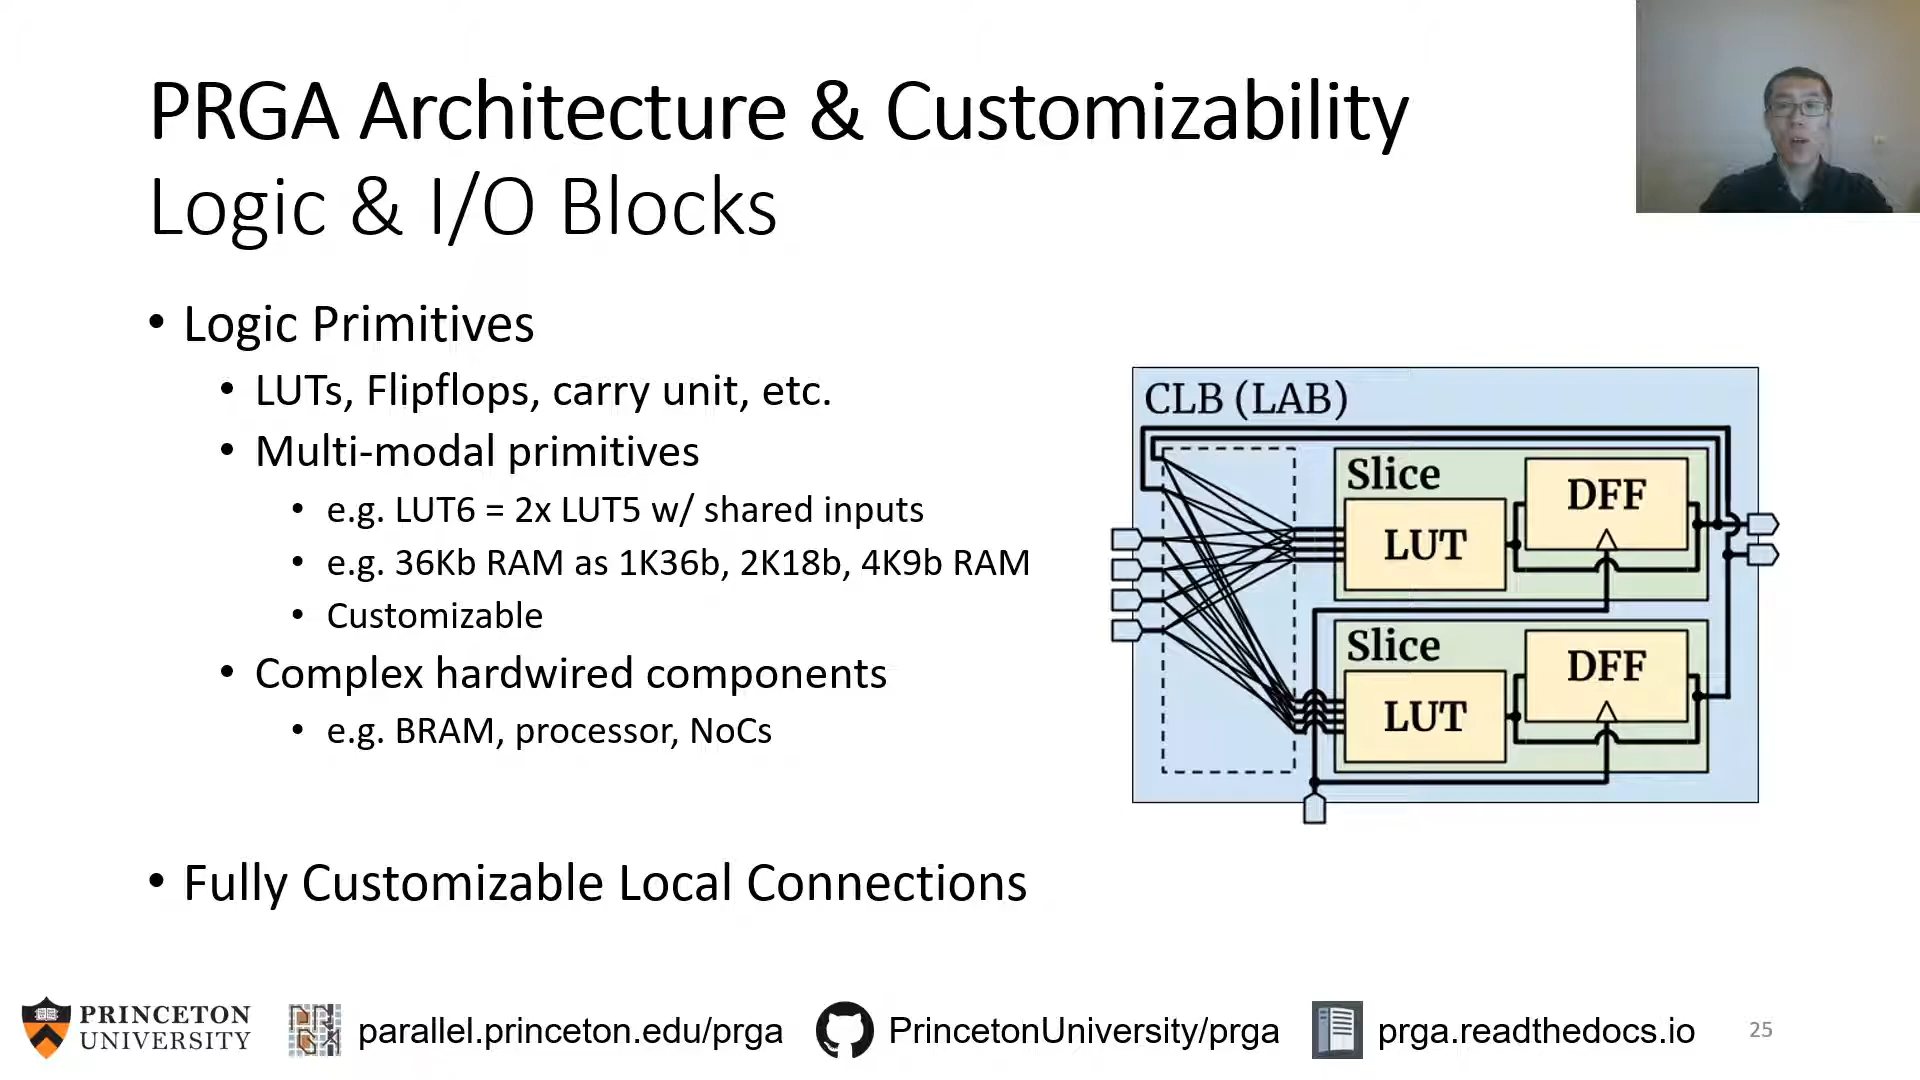 PRGA Architecture & Customizability
Logic & I/O Blocks
• Logic Primitives
• LUTs, Flipflops, carry unit, etc.
• Multi-modal primitives
• e.g. LUT6 = 2x LUT5 w/ shared inputs
• e.g. 36Kb RAM as 1K36b, 2K18b, 4K9b RAM
• Customizable
• Complex hardwired components
• e.g. BRAM, processor, NoCs
• Fully Customizable Local Connections
CLB (LAB)
Slice
DFF
LUT
Slice
DFF
LUT
PRINCETON
UNIVERSITY
parallel.princeton.edu/prga
PrincetonUniversity/prga
prga.readthedocs.io
25